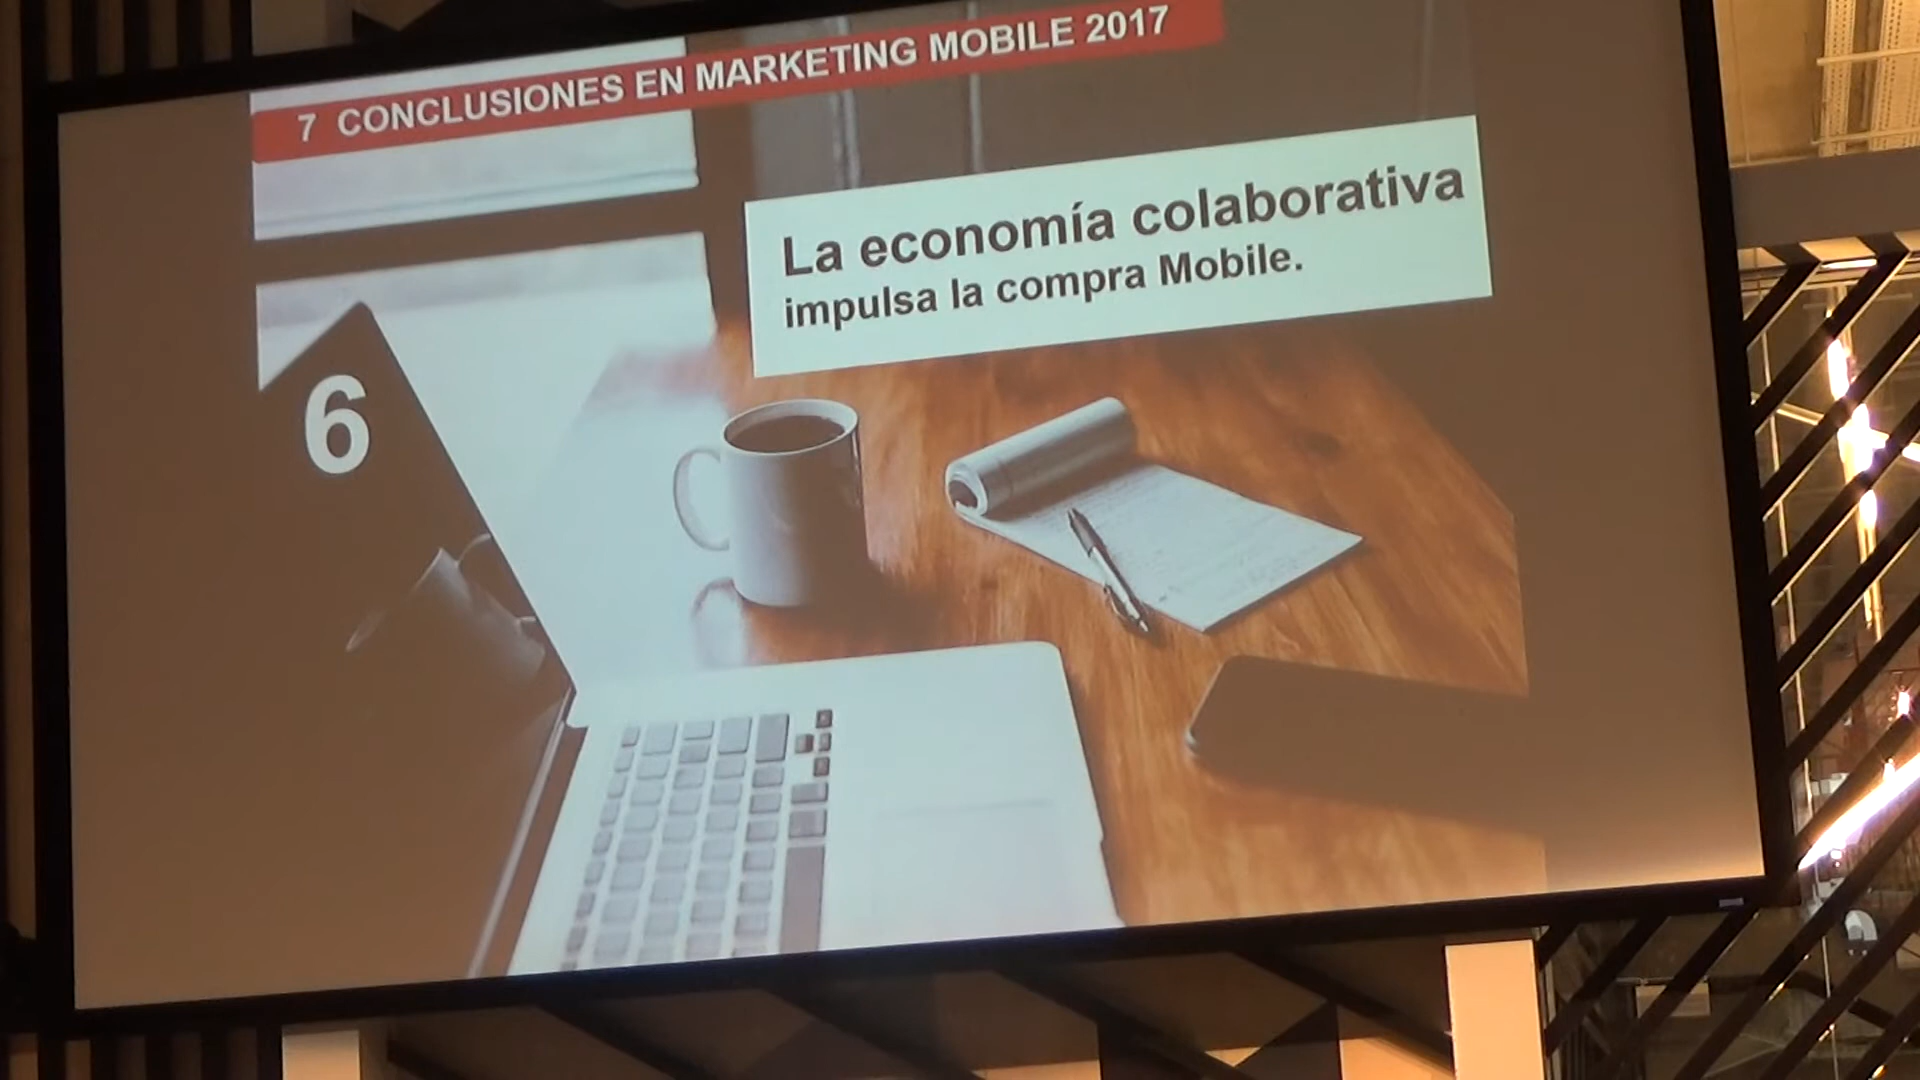 7 CONCLUSIONES EN MARKETING MOBILE 2017
La economía colaborativa
impulsa la compra Mobile.
6